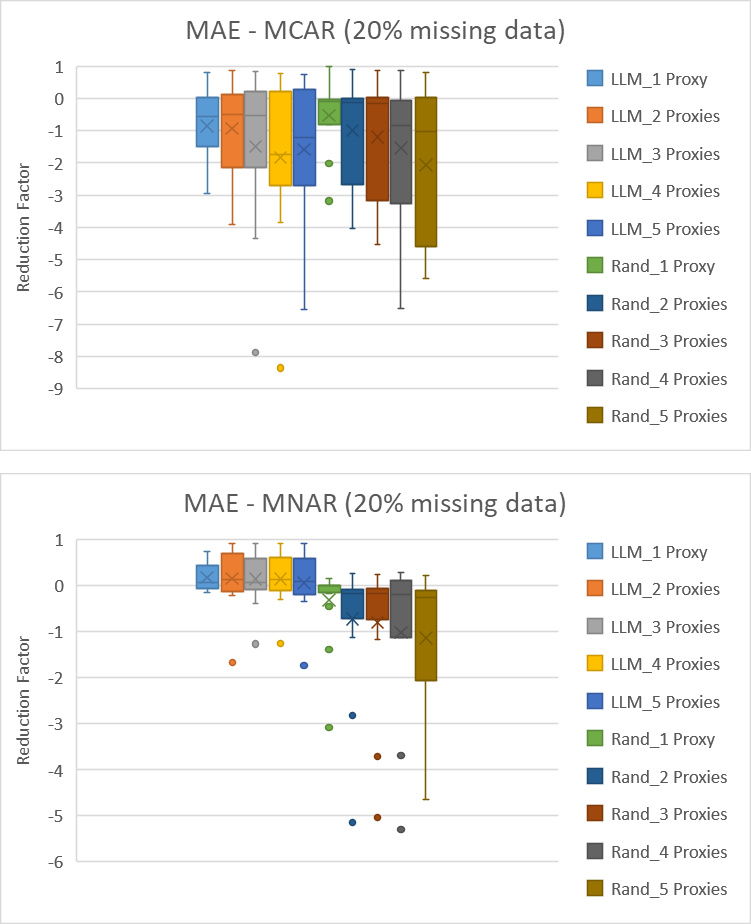 MAE - MCAR (20% missing data)
Reduction Factor
1
0
-1
-2
-3
-4
-5
-6
-7
-8
-9
LLM_1 Proxy
LLM_2 Proxies
LLM_3 Proxies
LLM_4 Proxies
LLM_5 Proxies
Rand_1 Proxy
Rand_2 Proxies
Rand_3 Proxies
Rand_4 Proxies
Rand_5 Proxies
MAE - MNAR (20% missing data)
Reduction Factor
1
0
-1
-2
-3
-4
-5
-6
LLM_1 Proxy
LLM_2 Proxies
LLM_3 Proxies
LLM_4 Proxies
LLM_5 Proxies
Rand_1 Proxy
Rand_2 Proxies
Rand_3 Proxies
Rand_4 Proxies
Rand_5 Proxies